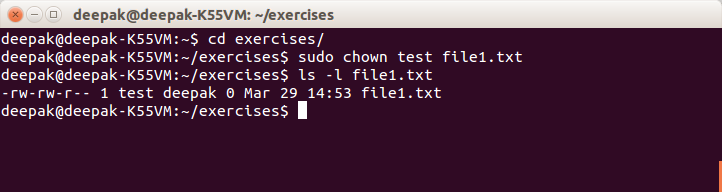 deepak@deepak-K55VM: ~/exercises
deepak@deepak-K55VM:~$ cd exercises/
deepak@deepak-K55VM:~/exercises$ sudo chown test file1.txt
deepak@deepak-K55VM:~/exercises$ ls -l file1.txt
-rw-rw-r-- 1 test deepak 0 Mar 29 14:53 file1.txt
deepak@deepak-K55VM:~/exercises$